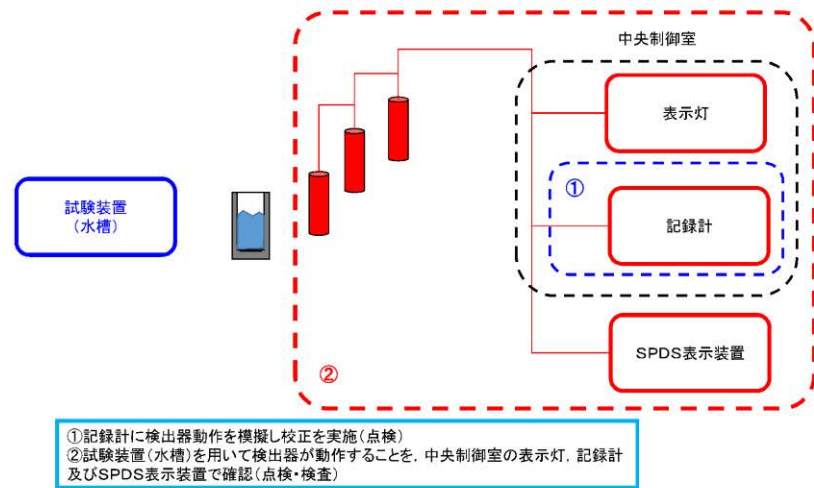 中央制御室
表示灯
試験装置
(水槽)
①
記録計
②
SPDS表示装置
①記録計に検出器動作を模擬し校正を実施(点検)
②試験装置(水槽)を用いて検出器が動作することを, 中央制御室の表示灯, 記録計
及びSPDS表示装置で確認(点検・検査)